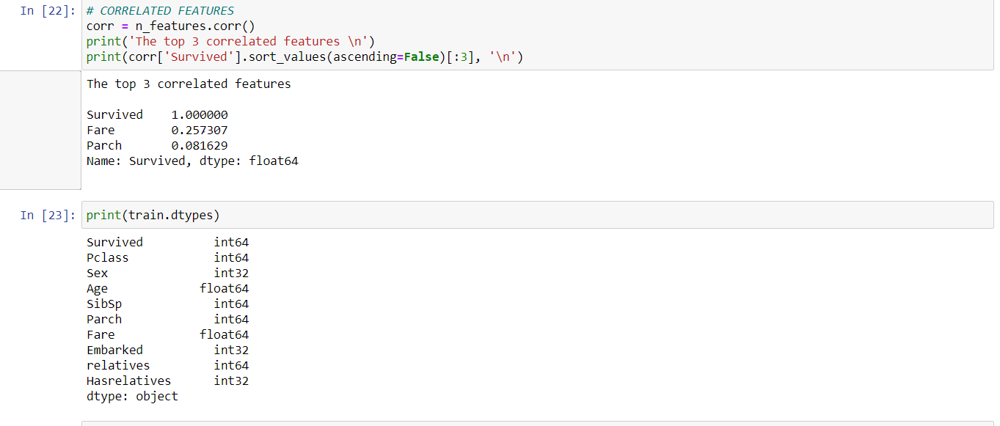 In [22]: # CORRELATED FEATURES
corr = n_features.corr()
print('The top 3 correlated features \n')
print(corr['Survived'].sort_values(ascending=False)[:3], '\n')
The top 3 correlated features
Survived    1.000000
Fare        0.257307
Parch       0.081629
Name: Survived, dtype: float64
In [23]: print(train.dtypes)
Survived          int64
Pclass            int64
Sex               int32
Age             float64
SibSp             int64
Parch             int64
Fare            float64
Embarked          int32
relatives         int64
Hasrelatives      int32
dtype: object